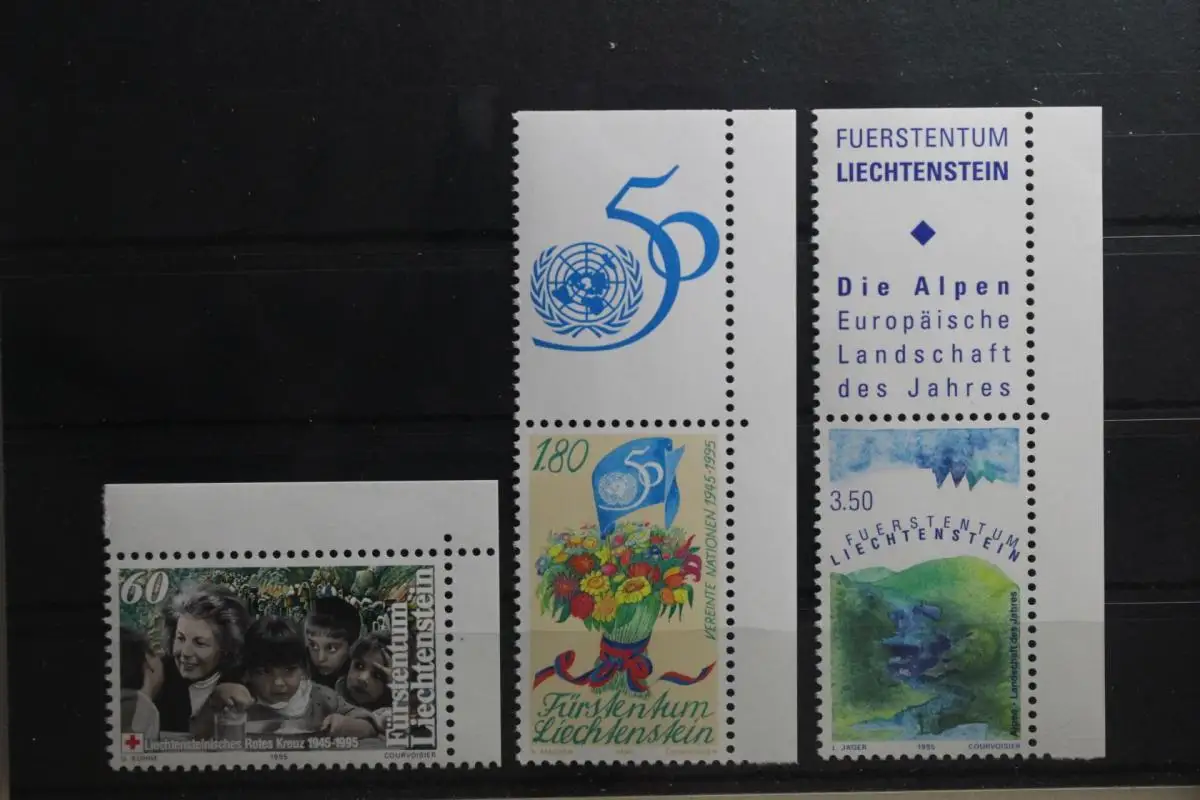 60
Fürstentum
Liechtenstein
Liechtensteinisches Rotes Kreuz 1945-1995
U. KÜHNE 1995 COURVOISIER
50
1.80
50
VEREINTE NATIONEN 1945-1995
Fürstentum
Liechtenstein
COURVOISIER
FUERSTENTUM
LIECHTENSTEIN
Die Alpen
Europäische
Landschaft
des Jahres
3.50
FUERSTENTUM
LIECHTENSTEIN
Alpen - Landschaft des Jahres
J. JÄGER 1995 COURVOISIER